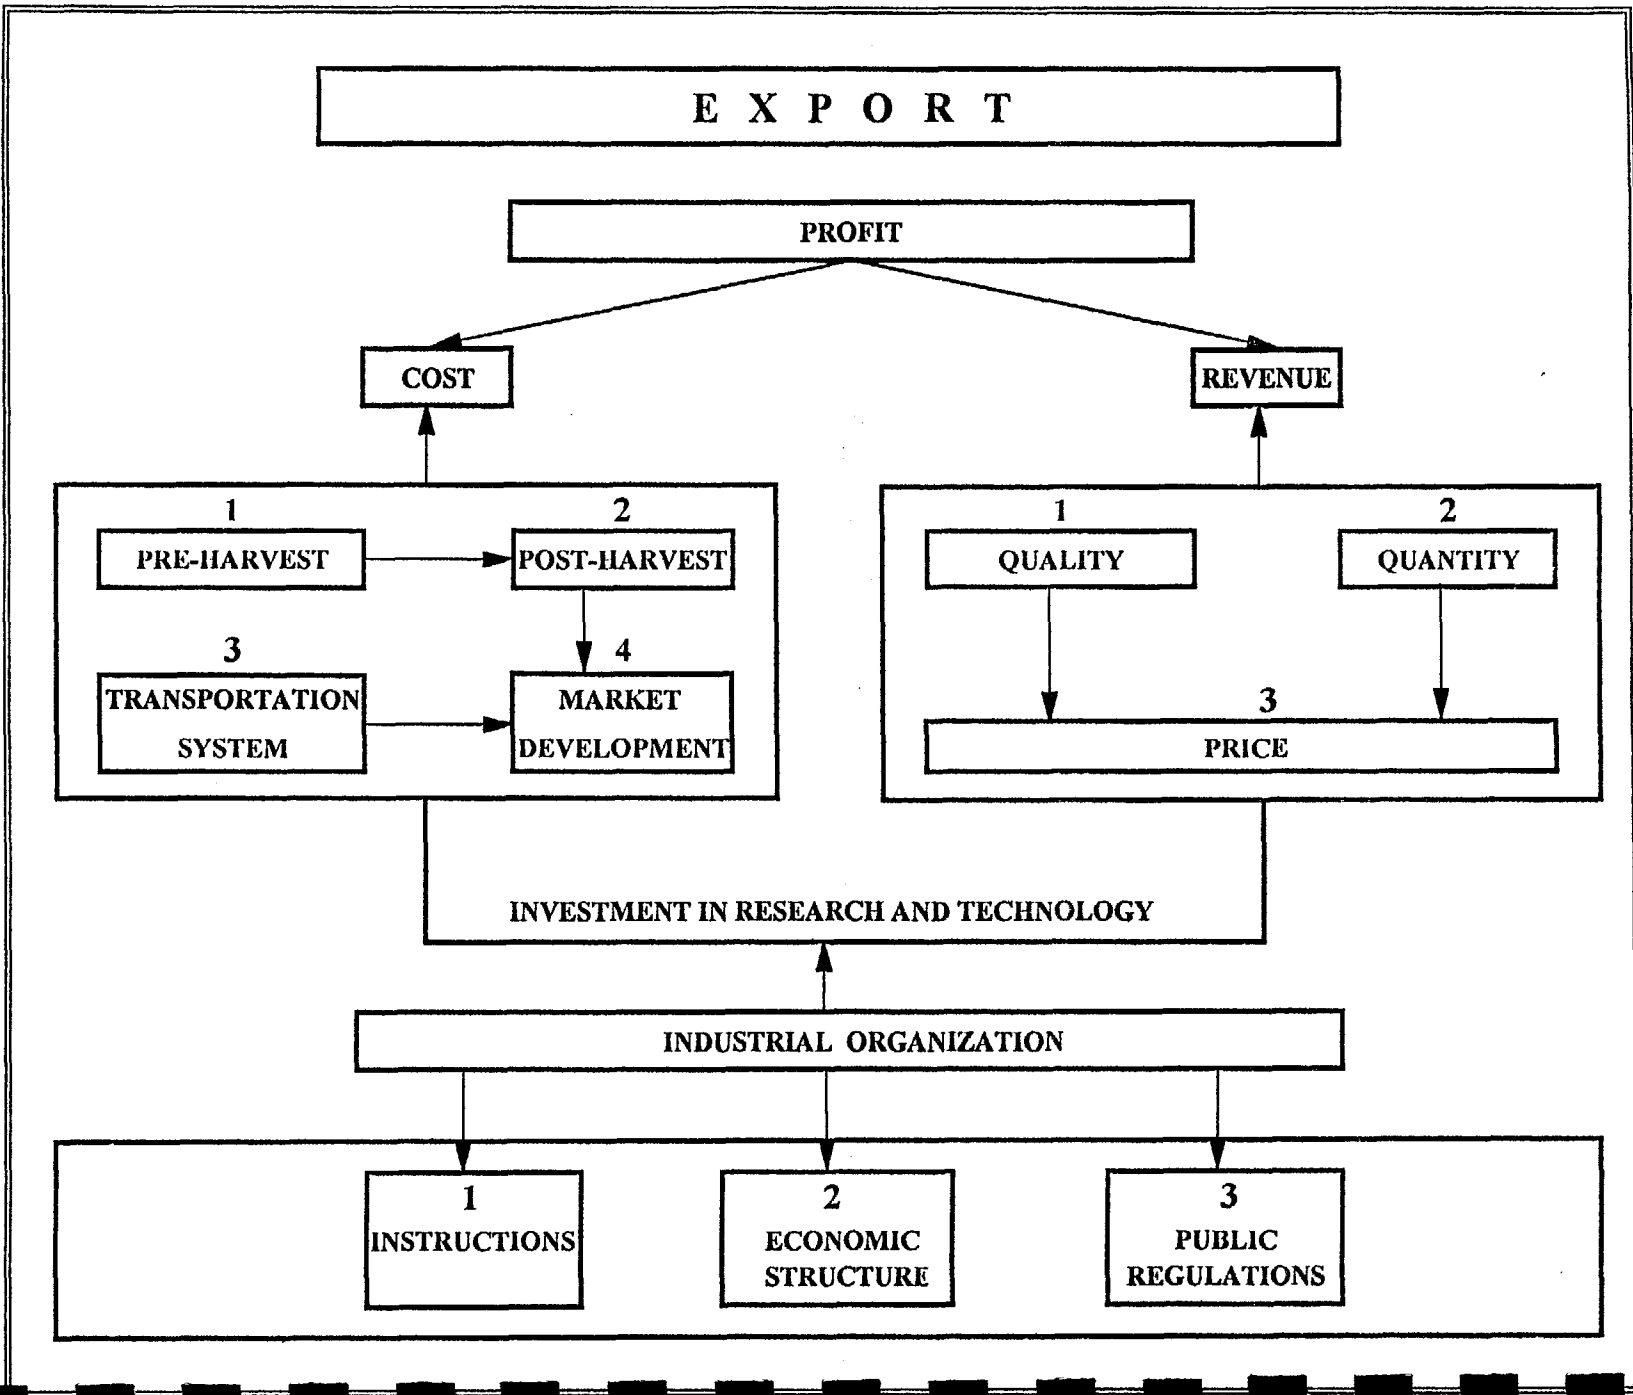 E X P O R T
PROFIT
COST
REVENUE
1
2
PRE-HARVEST
POST-HARVEST
3
4
TRANSPORTATION
SYSTEM
MARKET
DEVELOPMENT
1
2
QUALITY
QUANTITY
3
PRICE
INVESTMENT IN RESEARCH AND TECHNOLOGY
INDUSTRIAL ORGANIZATION
1
INSTRUCTIONS
2
ECONOMIC
STRUCTURE
3
PUBLIC
REGULATIONS